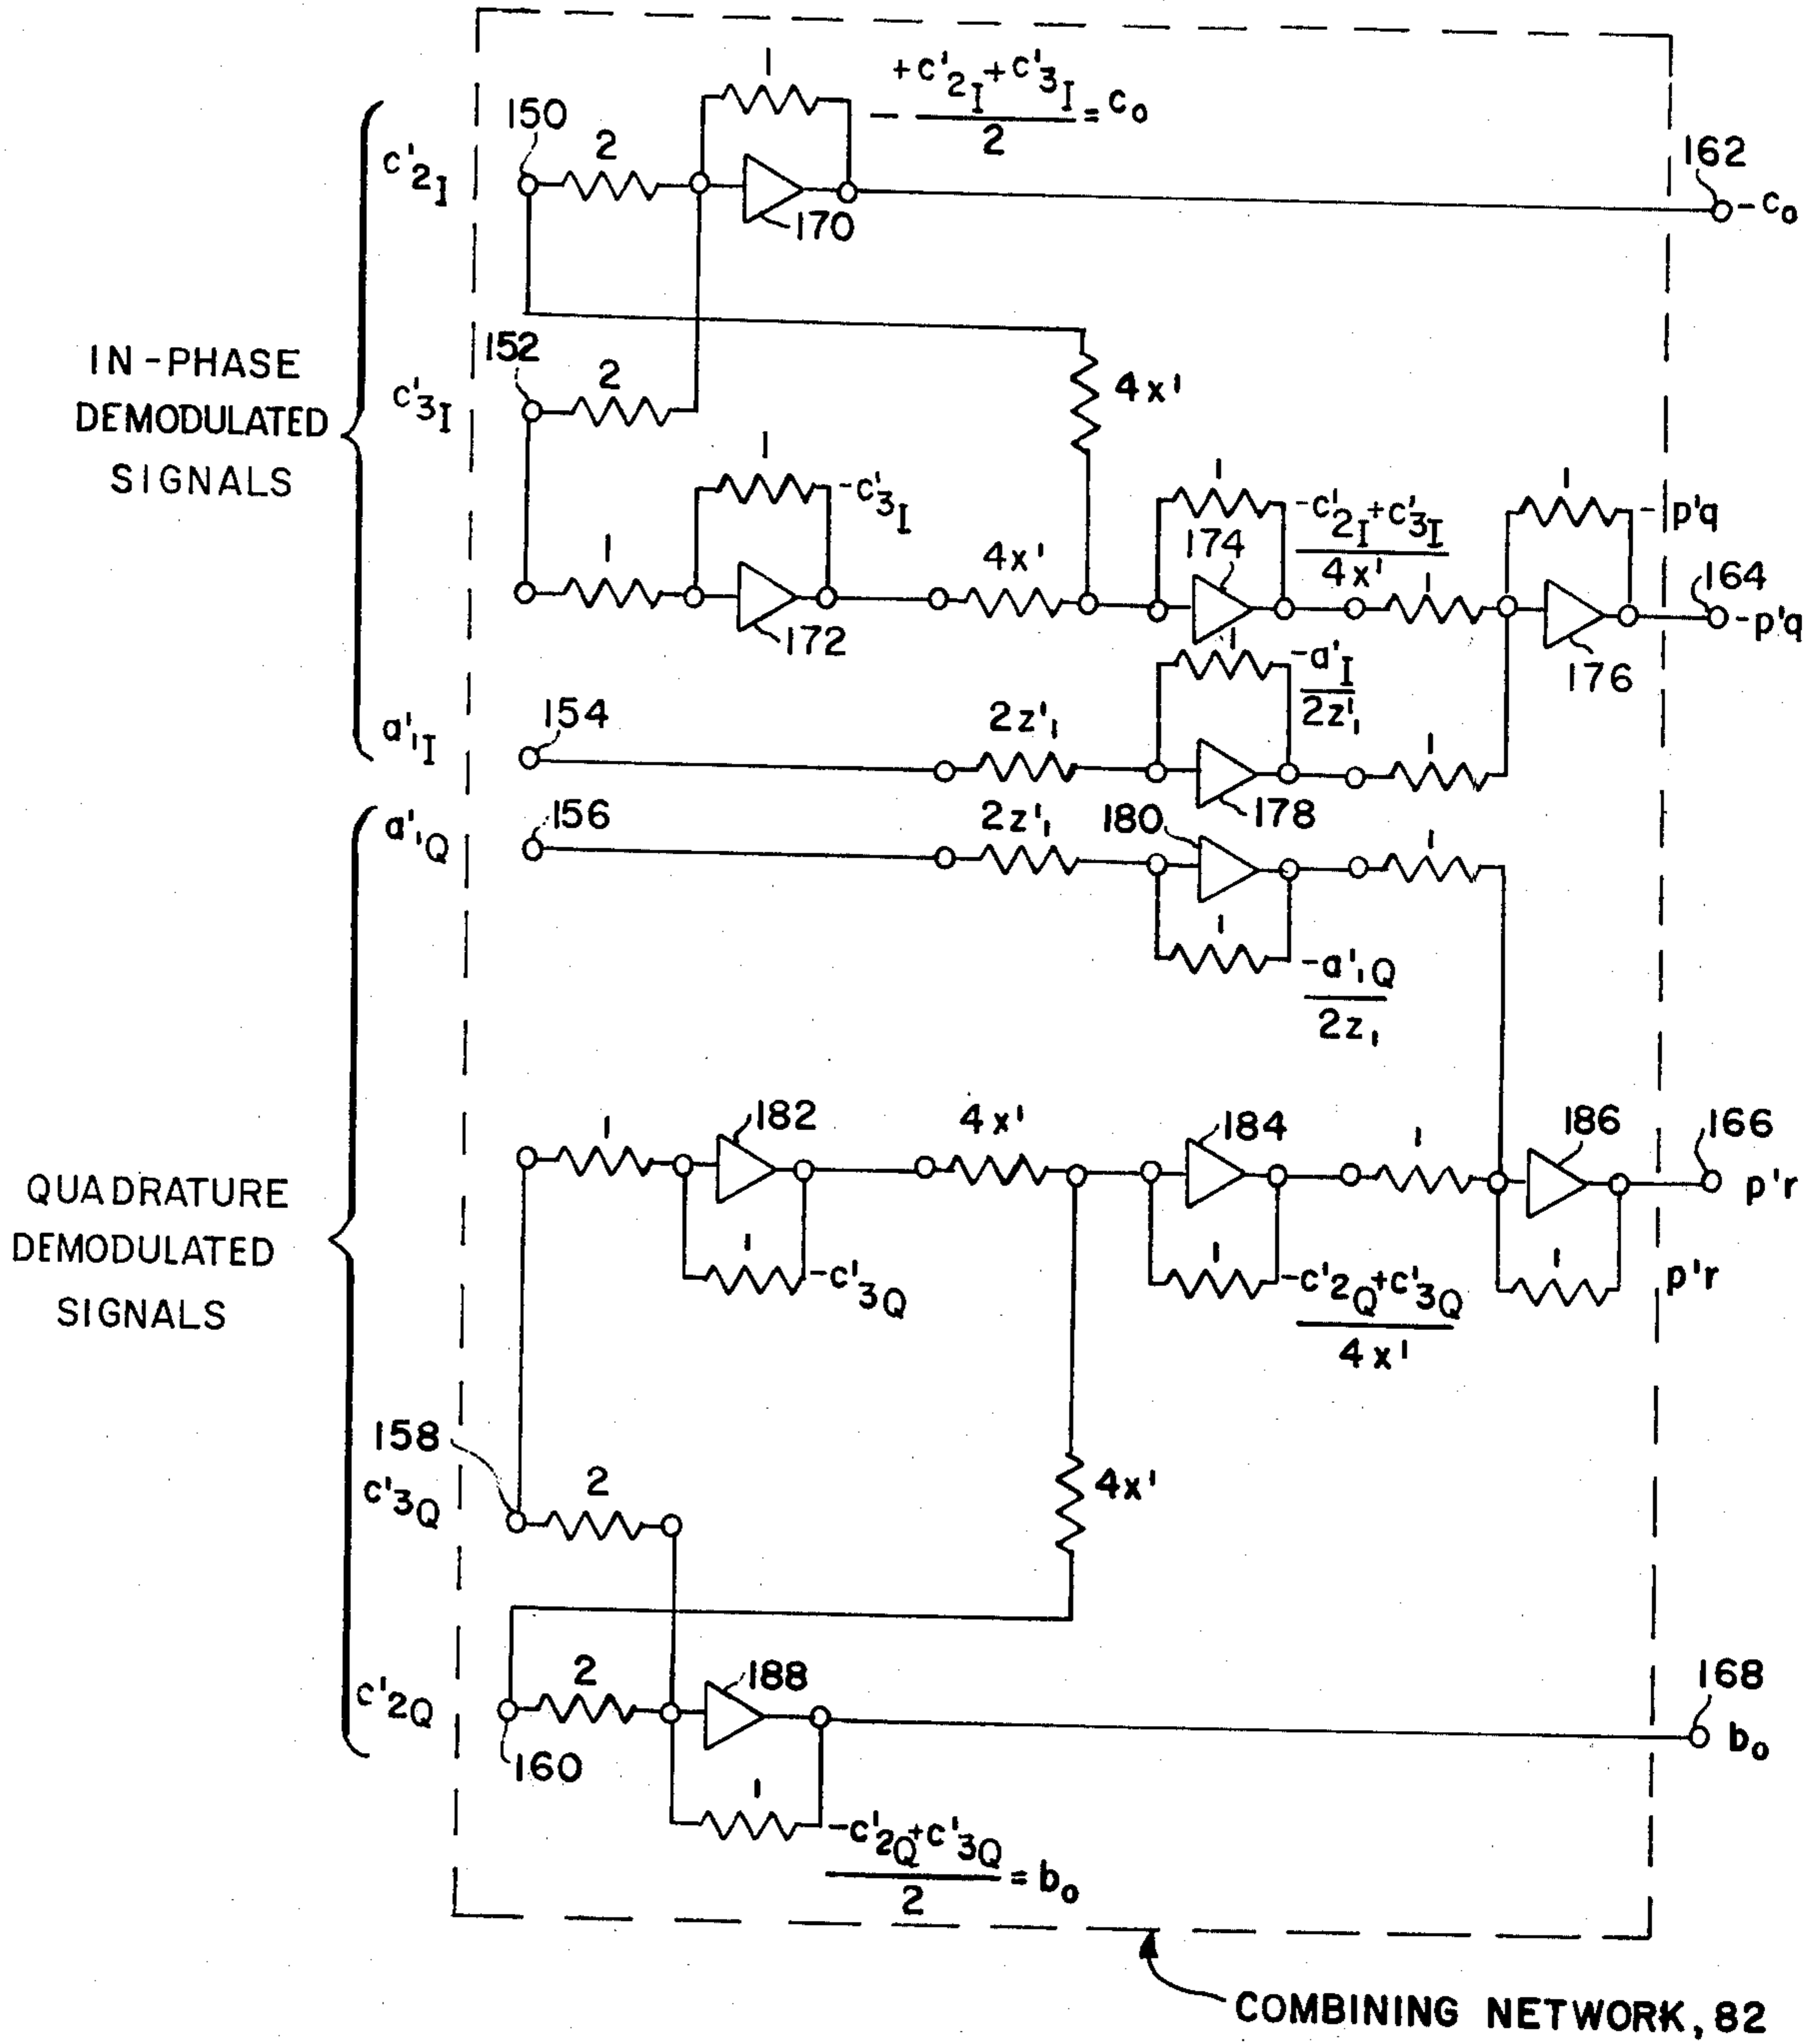 1
+c'2I+c'3I
- ――― = c0
2
150
2
c'2I
162
-c0
170
152
2
c'3I
4x'
IN-PHASE
DEMODULATED
SIGNALS
1
-c'3I
1
-c'2I+c'3I
4x'
1
-p'q
1
172
4x'
174
1
176
164
-p'q
a'1I
154
2z'1
1
-a'I
2z'1
178
1
a'1Q
156
2z'1
180
1
1
-a'1Q
2z1
QUADRATURE
DEMODULATED
SIGNALS
1
182
4x'
184
1
186
166
p'r
1
-c'3Q
1
-c'2Q+c'3Q
4x'
1
p'r
158
c'3Q
2
4x'
c'2Q
2
188
168
b0
160
1
-c'2Q+c'3Q
――― = b0
2
COMBINING NETWORK, 82